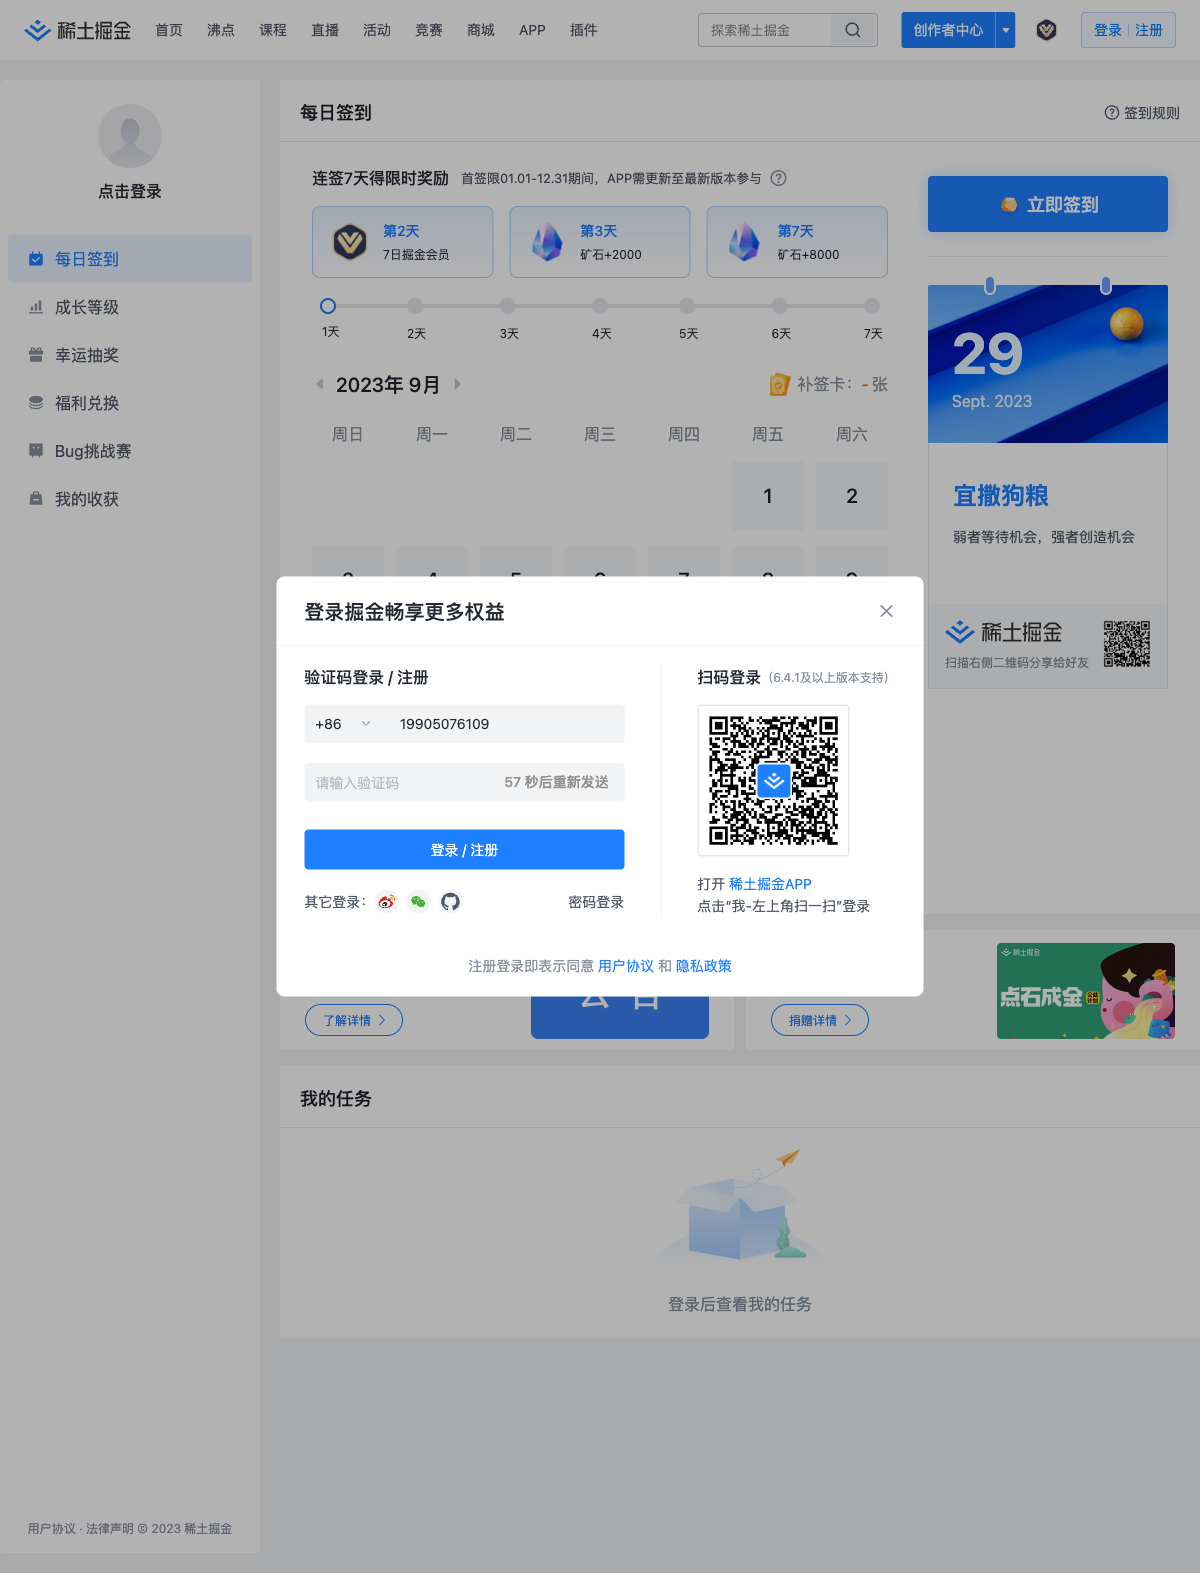 稀土掘金
首页
沸点
课程
直播
活动
竞赛
商城
APP
插件
探索稀土掘金
创作者中心
登录
注册
点击登录
每日签到
成长等级
幸运抽奖
福利兑换
Bug挑战赛
我的收获
用户协议 · 法律声明 © 2023 稀土掘金
每日签到
签到规则
连签7天得限时奖励
首签限01.01-12.31期间，APP需更新至最新版本参与
第2天
7日掘金会员
第3天
矿石+2000
第7天
矿石+8000
1天
2天
3天
4天
5天
6天
7天
2023年 9月
补签卡：- 张
周日
周一
周二
周三
周四
周五
周六
1
2
立即签到
29
Sept. 2023
宜撒狗粮
弱者等待机会，强者创造机会
稀土掘金
扫描右侧二维码分享给好友
登录掘金畅享更多权益
验证码登录 / 注册
+86
19905076109
请输入验证码
57 秒后重新发送
登录 / 注册
其它登录：
密码登录
扫码登录
(6.4.1及以上版本支持)
打开 稀土掘金APP
点击“我-左上角扫一扫”登录
注册登录即表示同意 用户协议 和 隐私政策
了解详情
捐赠详情
稀土掘金
点石成金
我的任务
登录后查看我的任务